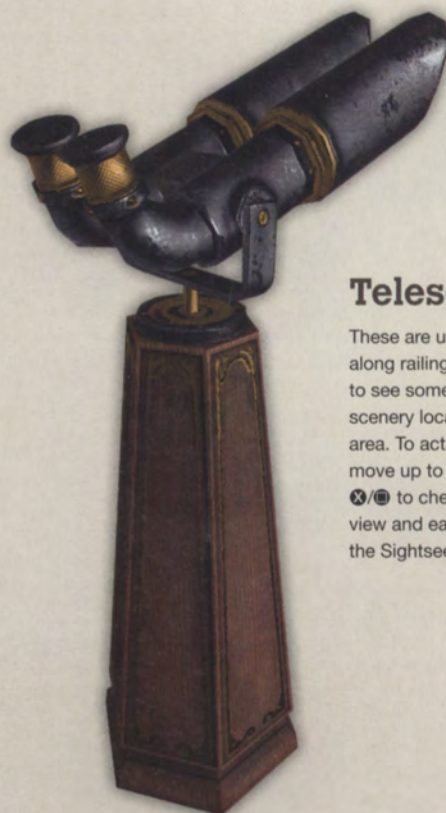 Teles
These are u
along railing
to see some
scenery loca
area. To act
move up to
ⓧ/▣ to che
view and ea
the Sightsee